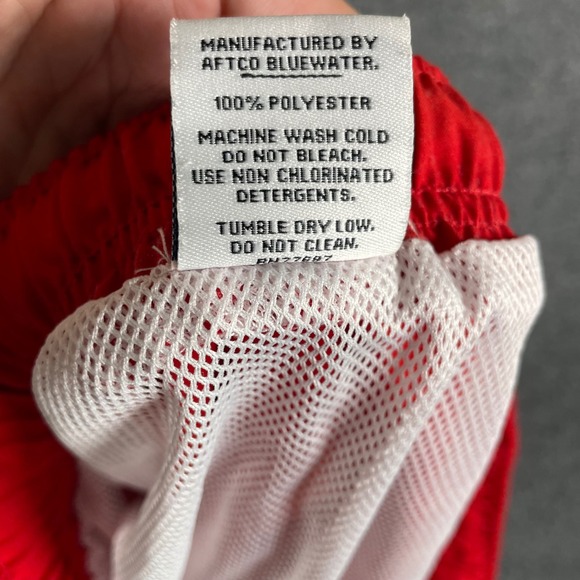 MANUFACTURED BY
AFTCO BLUEWATER.
100% POLYESTER
MACHINE WASH COLD
DO NOT BLEACH.
USE NON CHLORINATED
DETERGENTS.
TUMBLE DRY LOW.
DO NOT CLEAN.